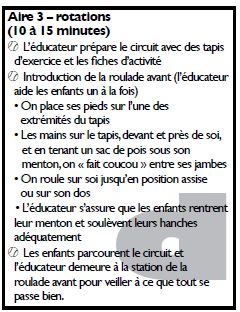 Aire 3 – rotations
(10 à 15 minutes)
L'éducateur prépare le circuit avec des tapis
d'exercice et les fiches d'activité
Introduction de la roulade avant (l'éducateur
aide les enfants un à la fois)
• On place ses pieds sur l'une des
extrémités du tapis
• Les mains sur le tapis, devant et près de soi,
et en tenant un sac de pois sous son
menton, on « fait coucou » entre ses jambes
• On roule sur soi jusqu'en position assise
ou sur son dos
• L'éducateur s'assure que les enfants rentrent
leur menton et soulèvent leurs hanches
adéquatement
Les enfants parcourent le circuit et
l'éducateur demeure à la station de la
roulade avant pour veiller à ce que tout se
passe bien.